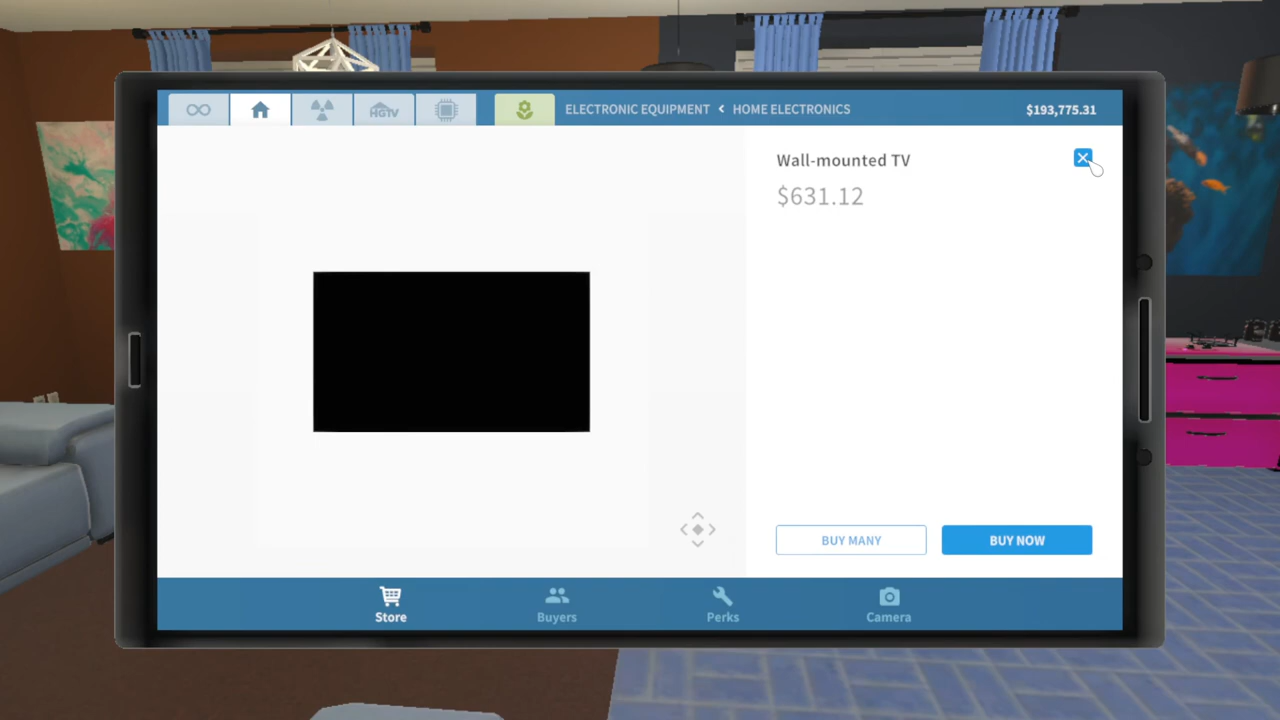 HGTV
ELECTRONIC EQUIPMENT < HOME ELECTRONICS
$193,775.31
Wall-mounted TV
$631.12
BUY MANY
BUY NOW
Store
Buyers
Perks
Camera